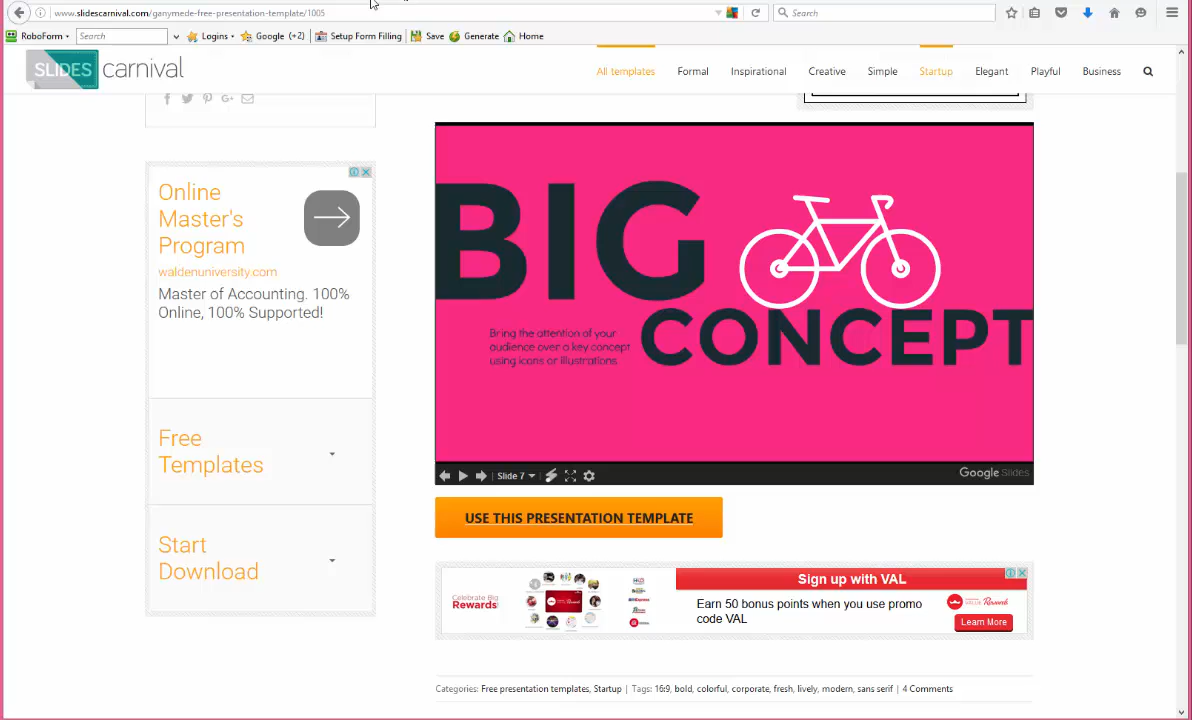 www.slidescarnival.com/ganymede-free-presentation-template/1005
Search
RoboForm
Search
Logins
Google (+2)
Setup Form Filling
Save
Generate
Home
SLIDES carnival
All templates
Formal
Inspirational
Creative
Simple
Startup
Elegant
Playful
Business
Online
Master's
Program
waldenuniversity.com
Master of Accounting. 100%
Online, 100% Supported!
Free
Templates
Start
Download
BIG
CONCEPT
Bring the attention of your
audience over a key concept
using icons or illustrations
Slide 7
Google Slides
USE THIS PRESENTATION TEMPLATE
Celebrate Big
Rewards!
Sign up with VAL
Earn 50 bonus points when you use promo
code VAL
Rewards
Learn More
Categories: Free presentation templates, Startup | Tags: 16:9, bold, colorful, corporate, fresh, lively, modern, sans serif | 4 Comments